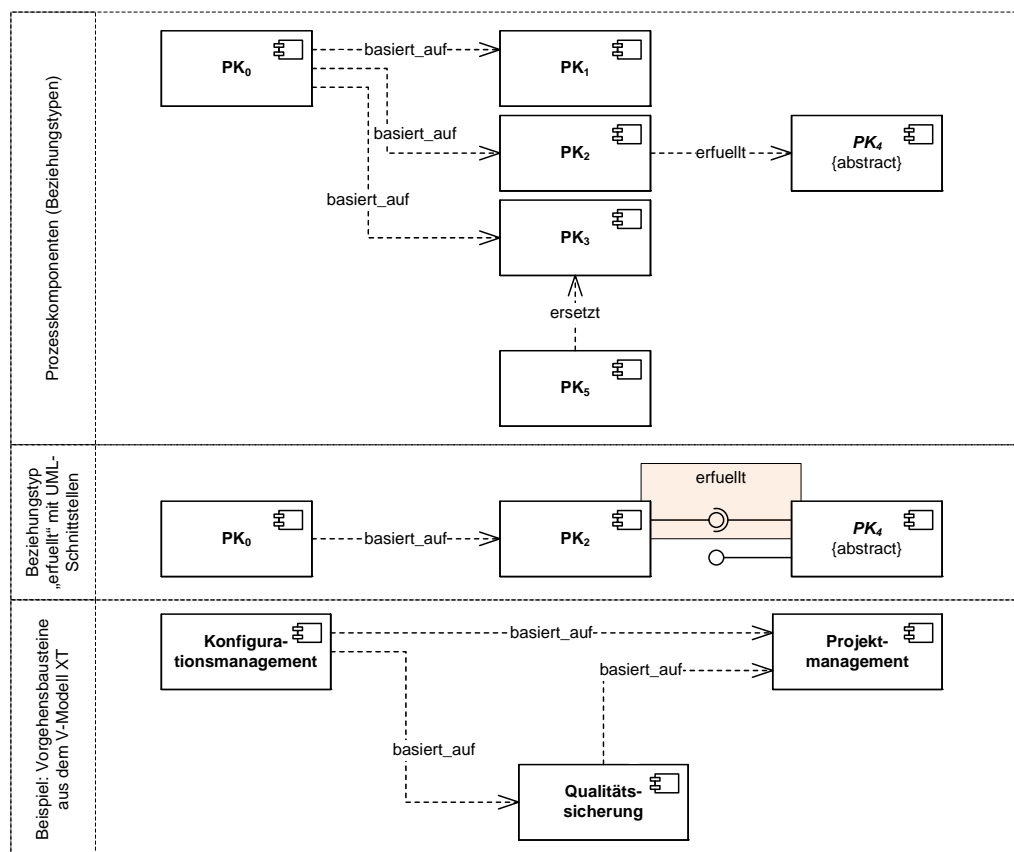 Prozesskomponenten (Beziehungstypen)
PK₀
basiert_auf
PK₁
basiert_auf
PK₂
erfuellt
PK₄
{abstract}
basiert_auf
PK₃
ersetzt
PK₅
Beziehungstyp
„erfuellt“ mit UML-
Schnittstellen
PK₀
basiert_auf
PK₂
erfuellt
PK₄
{abstract}
Beispiel: Vorgehensbausteine
aus dem V-Modell XT
Konfigura-
tionsmanagement
basiert_auf
Projekt-
management
basiert_auf
basiert_auf
Qualitäts-
sicherung